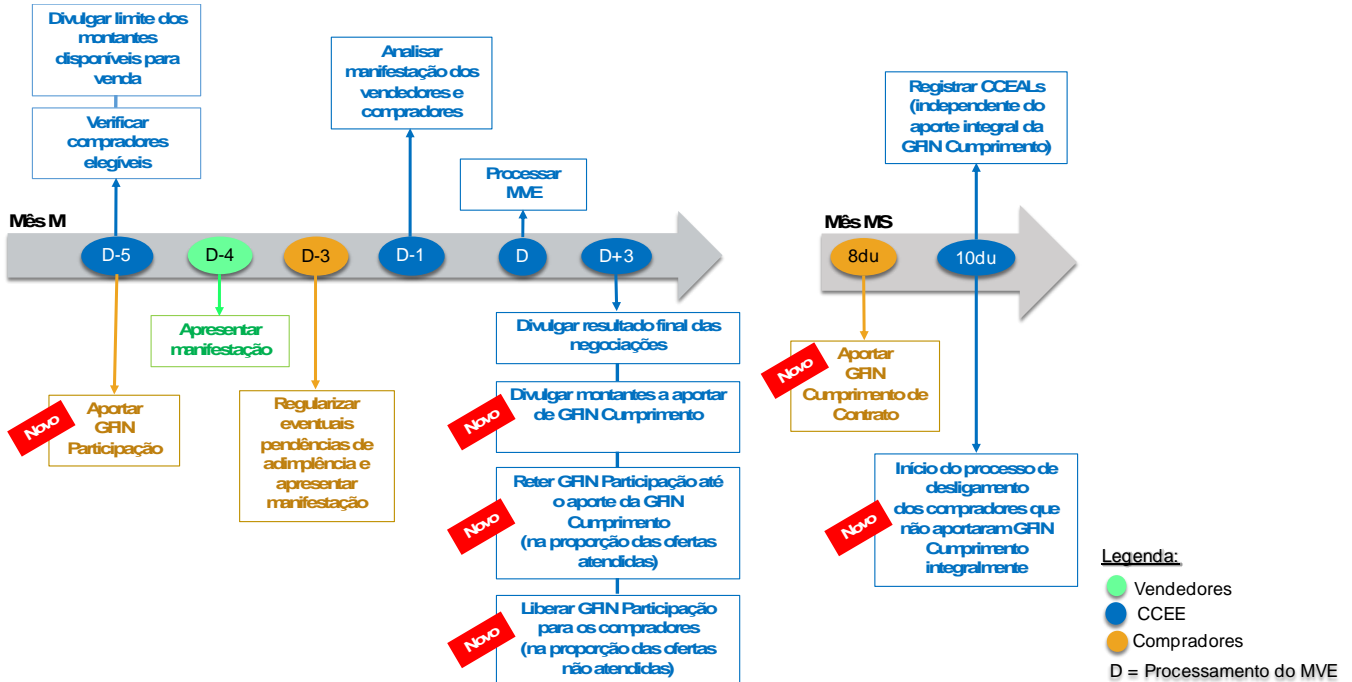 Divulgar limite dos
montantes
disponíveis para
venda
Verificar
compradores
elegíveis
Analisar
manifestação dos
vendedores e
compradores
Processar
MVE
Registrar CCEALs
(independente do
aporte integral da
GFIN Cumprimento)
Mês M
D-5
D-4
D-3
D-1
D
D+3
Mês MS
8du
10du
Novo
Aportar
GFIN
Participação
Apresentar
manifestação
Regularizar
eventuais
pendências de
adimplência e
apresentar
manifestação
Divulgar resultado final das
negociações
Novo
Divulgar montantes a aportar
de GFIN Cumprimento
Novo
Reter GFIN Participação até
o aporte da GFIN
Cumprimento
(na proporção das ofertas
atendidas)
Novo
Liberar GFIN Participação
para os compradores
(na proporção das ofertas
não atendidas)
Novo
Aportar
GFIN
Cumprimento de
Contrato
Novo
Início do processo de
desligamento
dos compradores que
não aportaram GFIN
Cumprimento
integralmente
Legenda:
Vendedores
CCEE
Compradores
D = Processamento do MVE